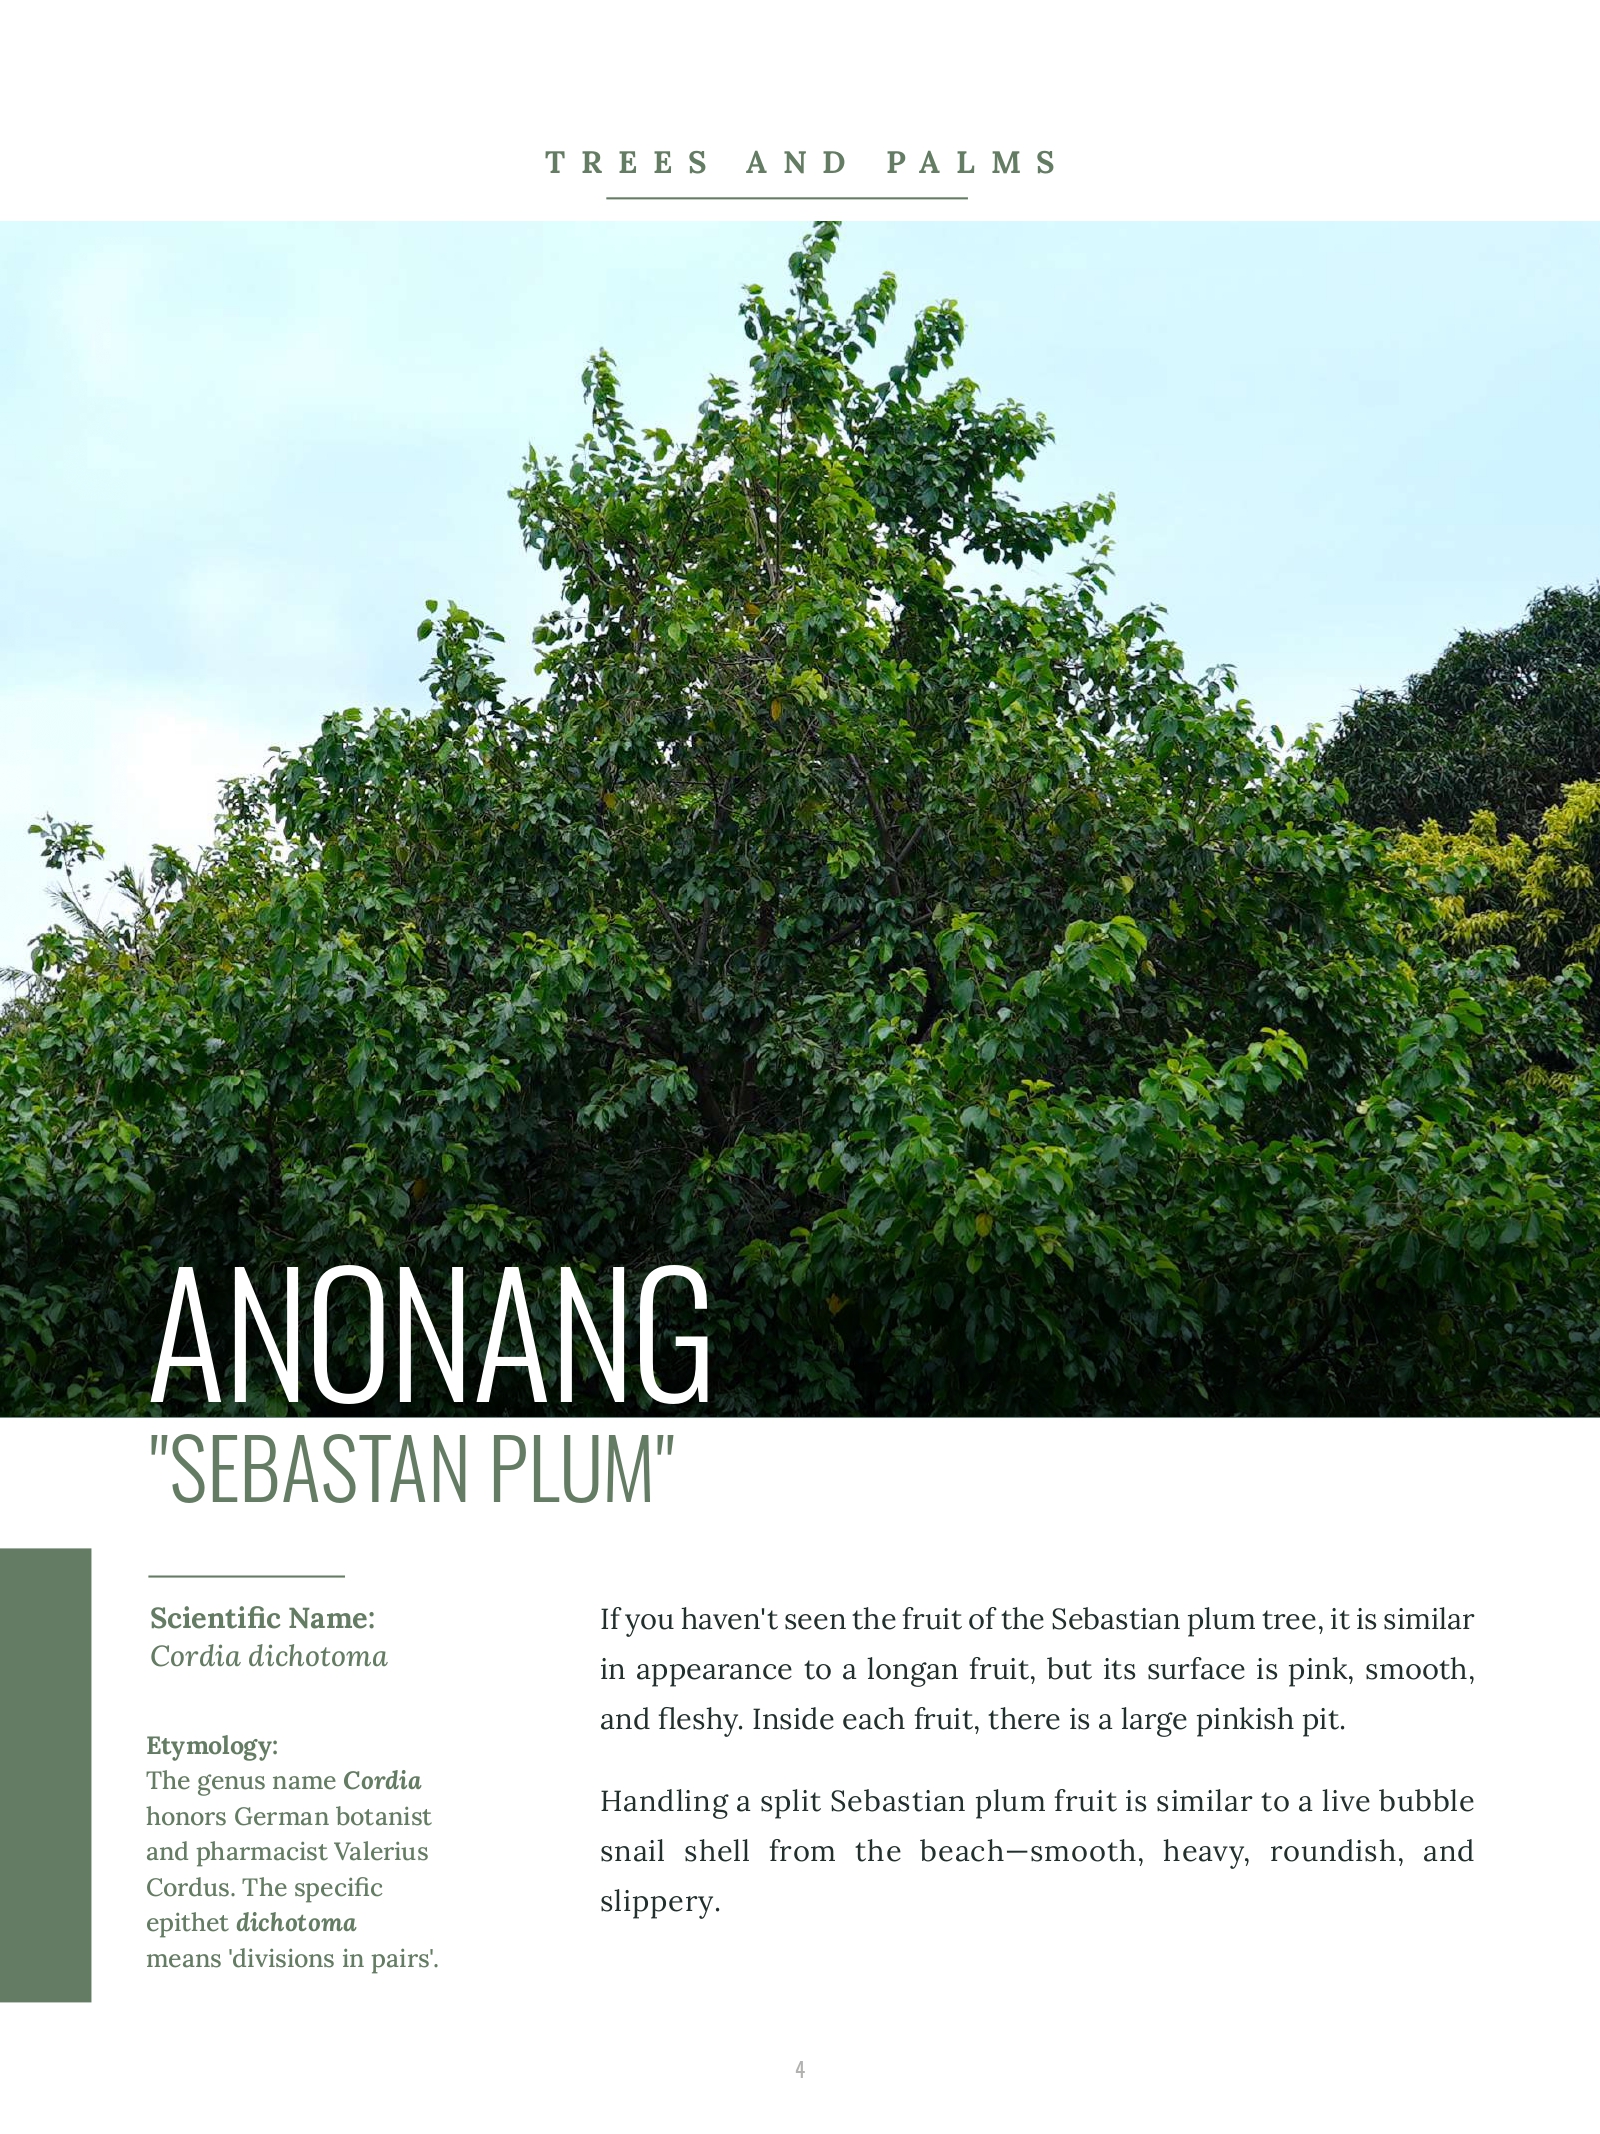 TREES AND PALMS
ANONANG
"SEBASTAN PLUM"
Scientific Name:
Cordia dichotoma
Etymology:
The genus name Cordia
honors German botanist
and pharmacist Valerius
Cordus. The specific
epithet dichotoma
means 'divisions in pairs'.
If you haven't seen the fruit of the Sebastian plum tree, it is similar
in appearance to a longan fruit, but its surface is pink, smooth,
and fleshy. Inside each fruit, there is a large pinkish pit.
Handling a split Sebastian plum fruit is similar to a live bubble
snail shell from the beach—smooth, heavy, roundish, and
slippery.
4